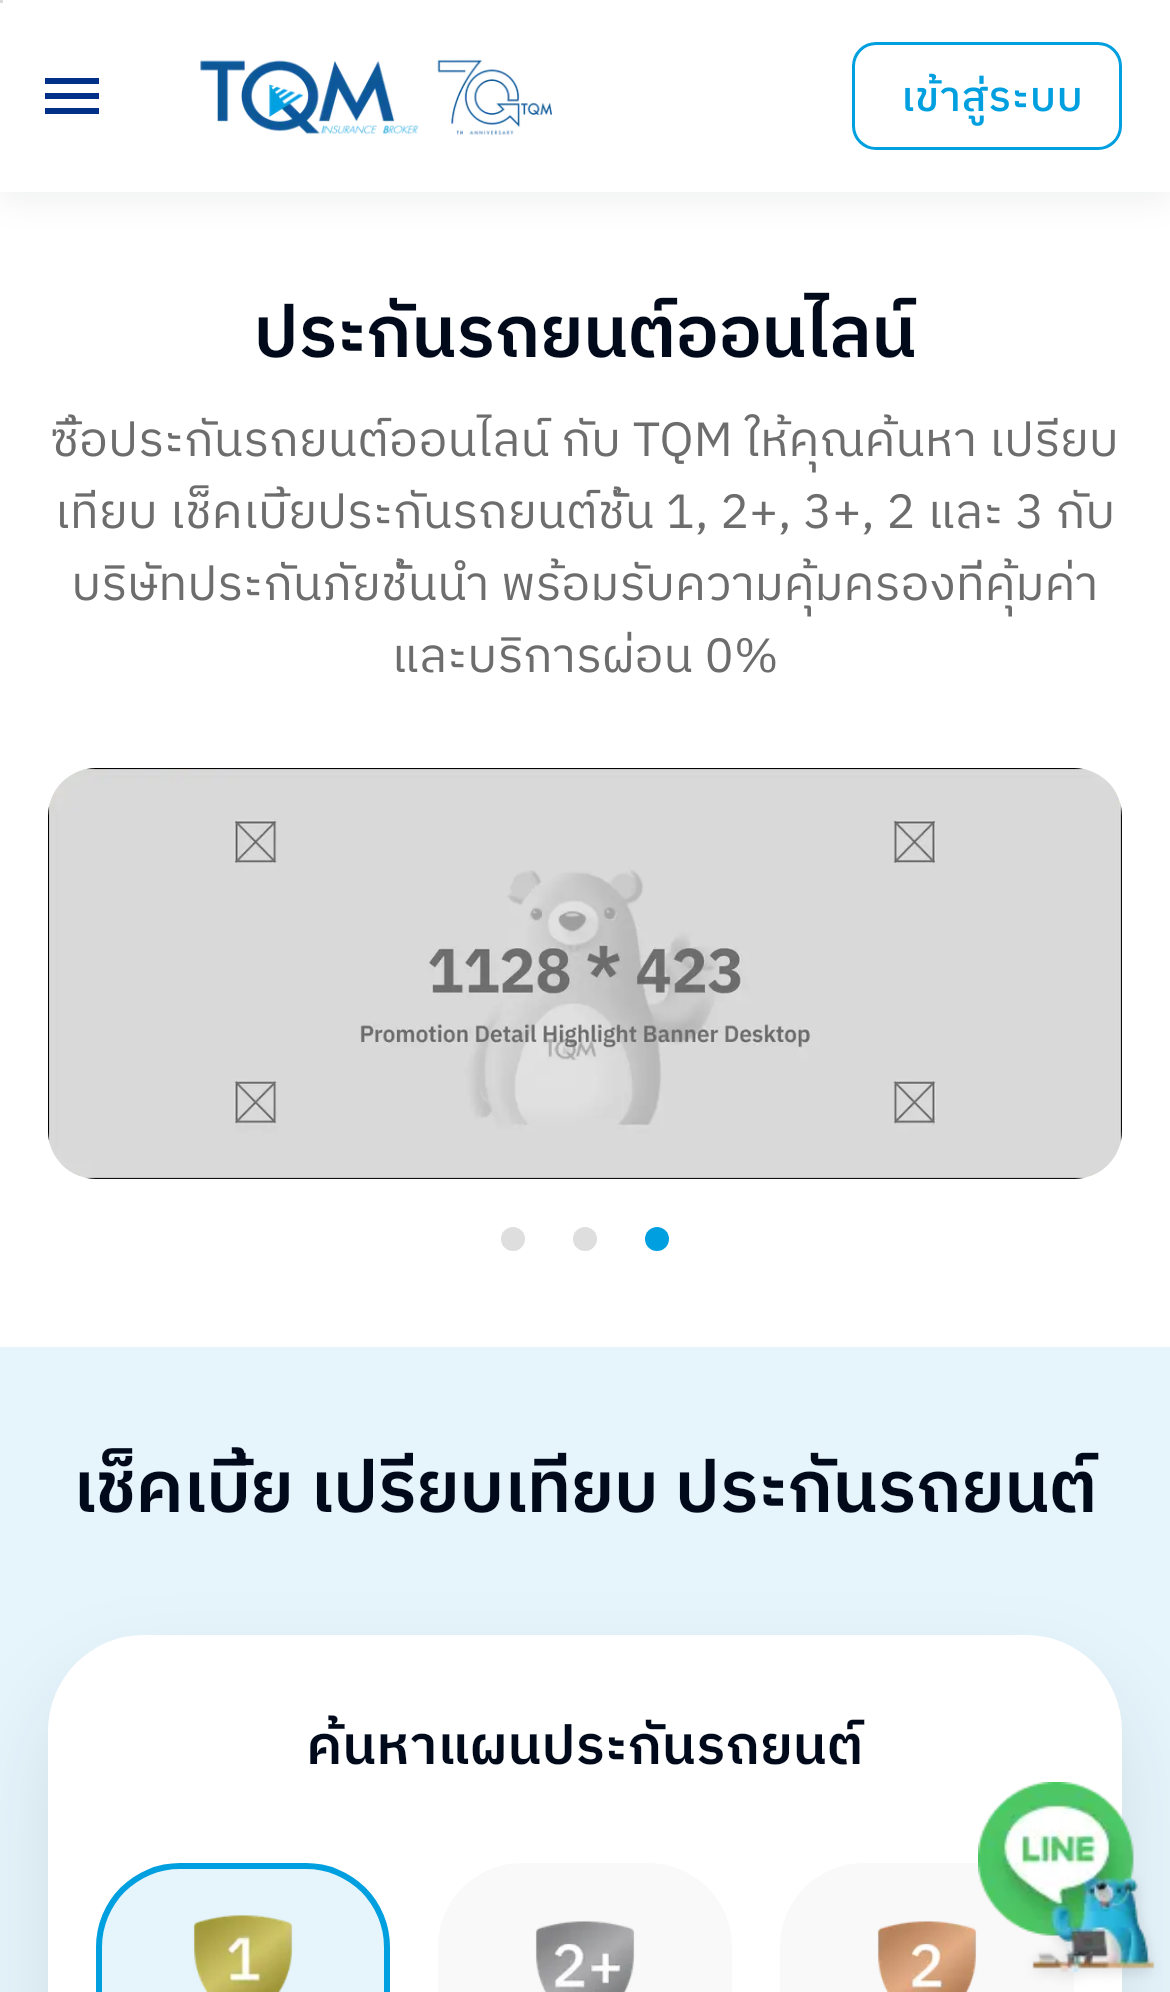 TQM
INSURANCE BROKER
70 TQM
TH ANNIVERSARY
เข้าสู่ระบบ
ประกันรถยนต์ออนไลน์
ซื้อประกันรถยนต์ออนไลน์ กับ TQM ให้คุณค้นหา เปรียบ
เทียบ เช็คเบี้ยประกันรถยนต์ชั้น 1, 2+, 3+, 2 และ 3 กับ
บริษัทประกันภัยชั้นนำ พร้อมรับความคุ้มครองที่คุ้มค่า
และบริการผ่อน 0%
1128 * 423
Promotion Detail Highlight Banner Desktop
TQM
เช็คเบี้ย เปรียบเทียบ ประกันรถยนต์
ค้นหาแผนประกันรถยนต์
LINE
1
2+
2